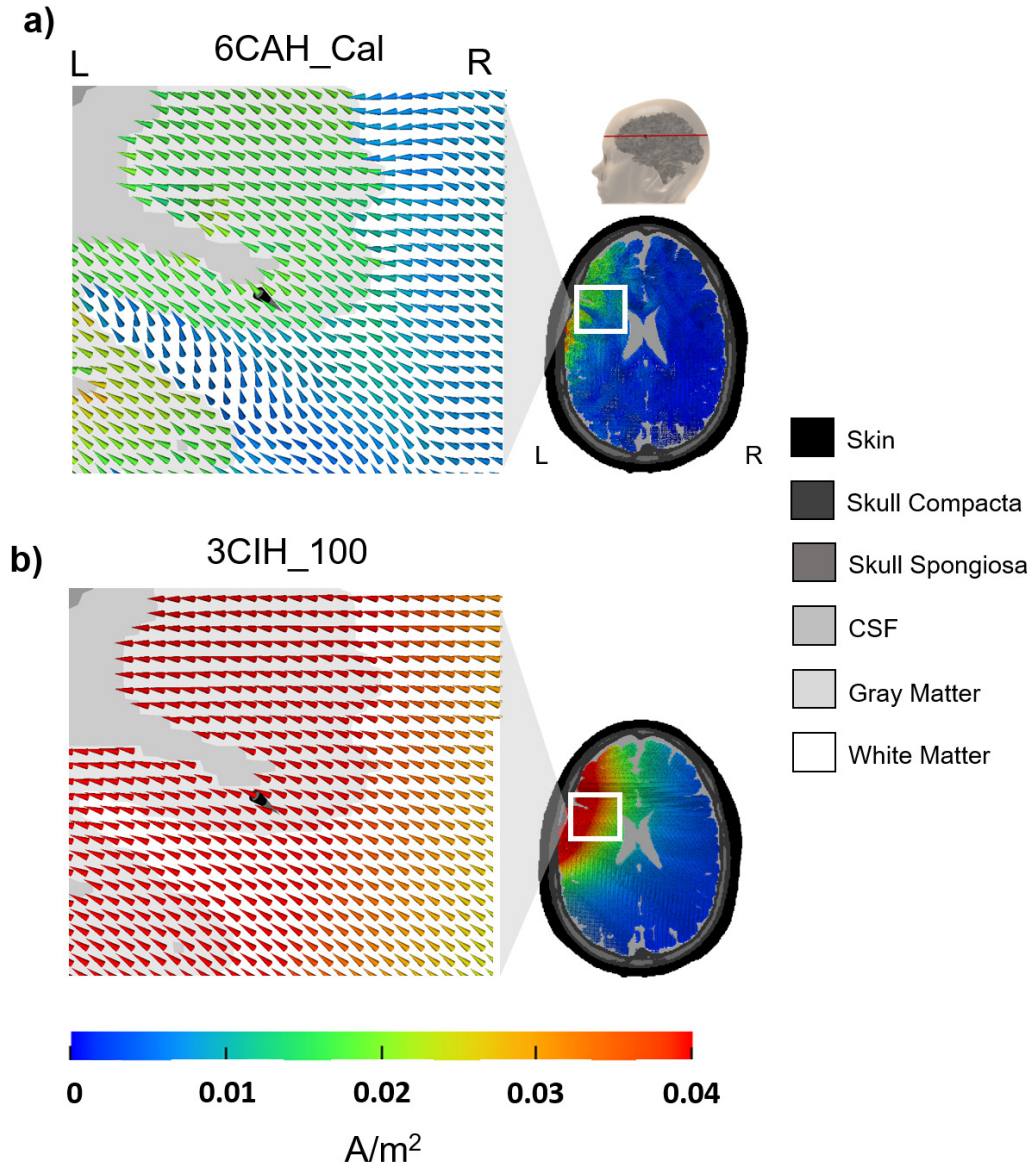 a)
6CAH_Cal
L
R
L
R
Skin
Skull Compacta
Skull Spongiosa
CSF
Gray Matter
White Matter
b)
3CIH_100
0
0.01
0.02
0.03
0.04
A/m²